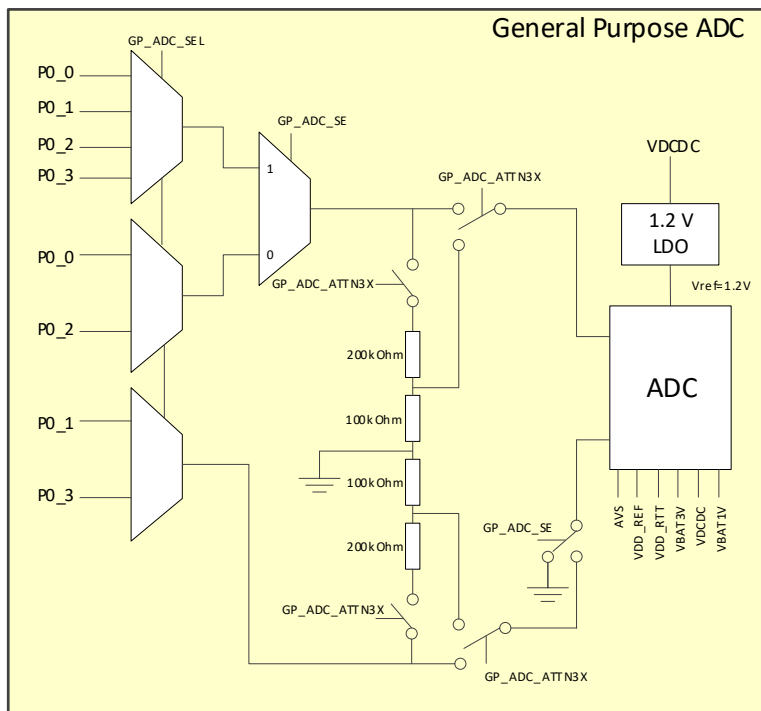 General Purpose ADC
GP_ADC_SEL
P0_0
P0_1
P0_2
P0_3
GP_ADC_SE
1
0
P0_0
P0_2
P0_1
P0_3
GP_ADC_ATTN3X
GP_ADC_ATTN3X
200kOhm
100kOhm
100kOhm
200kOhm
GP_ADC_ATTN3X
GP_ADC_ATTN3X
GP_ADC_SE
VDCDC
1.2 V
LDO
Vref=1.2V
ADC
AVS
VDD_REF
VDD_RTT
VBAT3V
VDCDC
VBAT1V